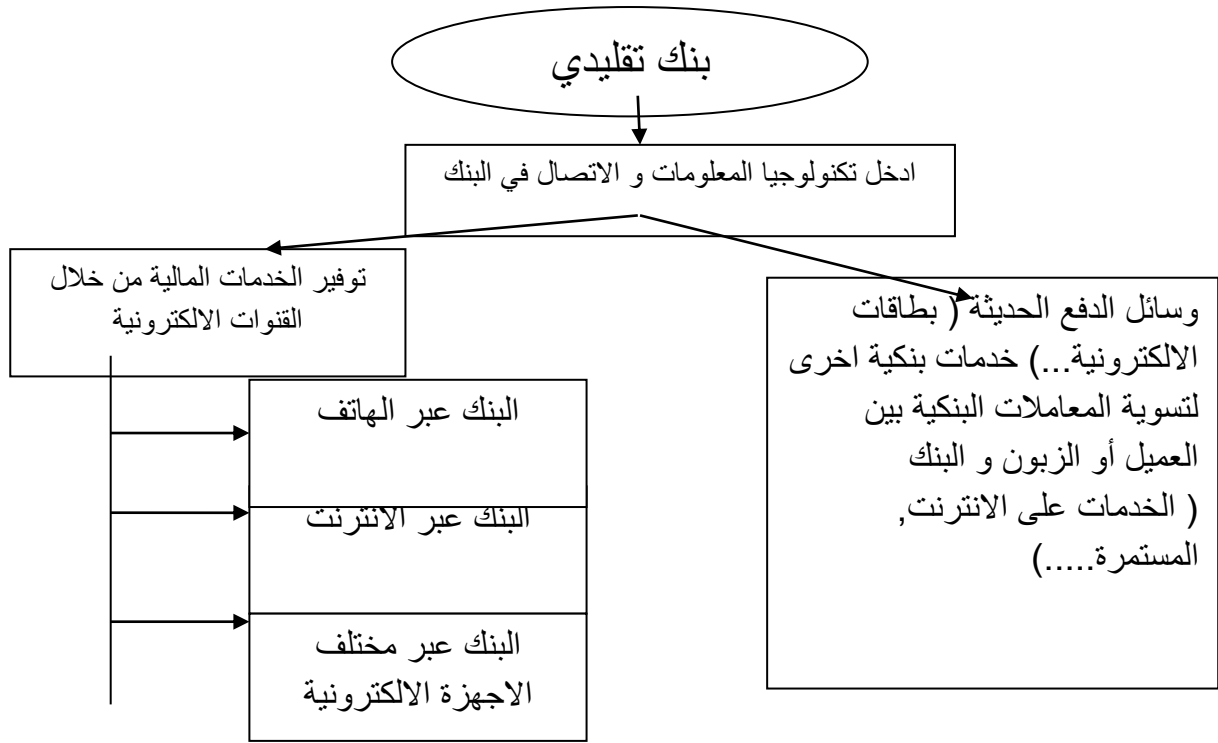 بنك تقليدي
ادخل تكنولوجيا المعلومات و الاتصال في البنك
وسائل الدفع الحديثة ( بطاقات
الالكترونية...) خدمات بنكية اخرى
لتسوية المعاملات البنكية بين
العميل أو الزبون و البنك
( الخدمات على الانترنت,
المستمرة.....)
توفير الخدمات المالية من خلال
القنوات الالكترونية
البنك عبر الهاتف
البنك عبر الانترنت
البنك عبر مختلف
الاجهزة الالكترونية